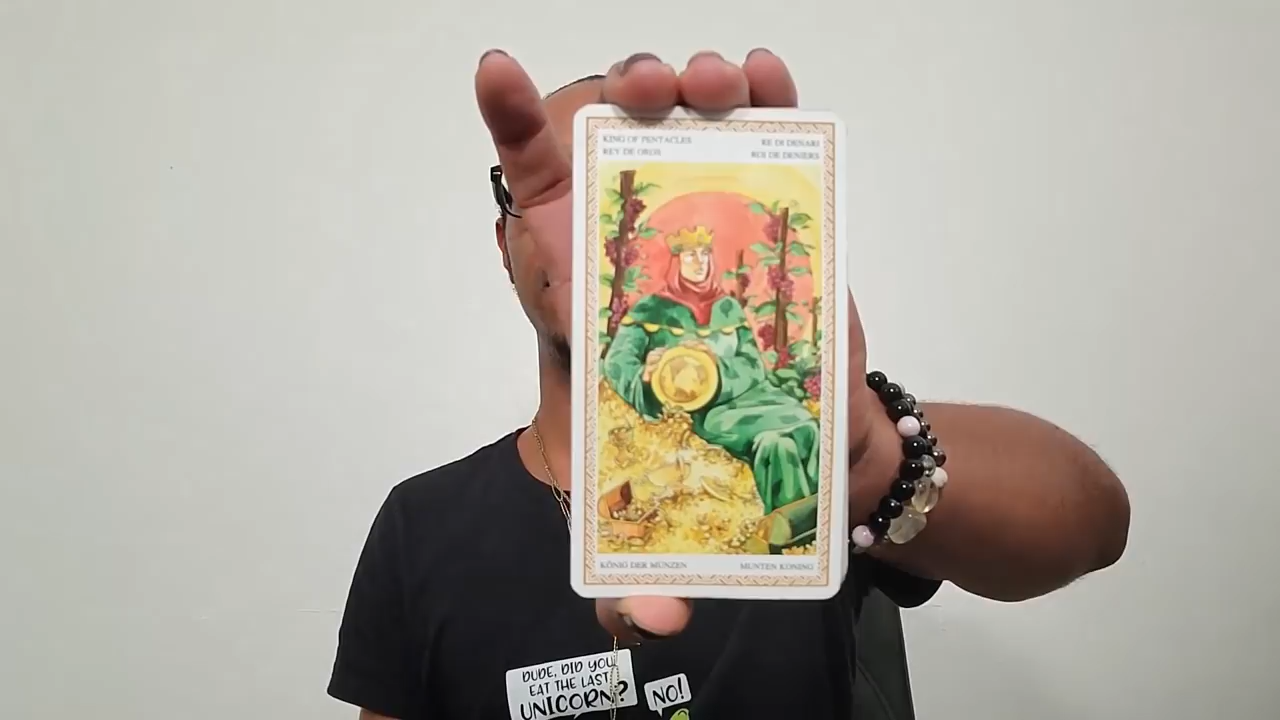 KING OF PENTACLES
REY DE OROS
RE DI DENARI
ROI DE DENIERS
KÖNIG DER MÜNZEN
MUNTEN KONING
DUDE, DID YOU
EAT THE LAST
UNICORN?
NO!